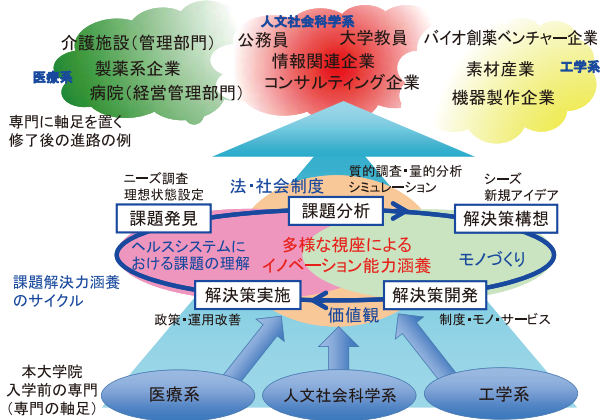 人文社会科学系
介護施設(管理部門)
製薬系企業
病院(経営管理部門)
医療系
公務員
大学教員
情報関連企業
コンサルティング企業
バイオ創薬ベンチャー企業
素材産業
機器製作企業
工学系
専門に軸足を置く
修了後の進路の例
ニーズ調査
理想状態設定
法・社会制度
質的調査・量的分析
シミュレーション
シーズ
新規アイデア
課題発見
課題分析
解決策構想
ヘルスシステムに
おける課題の理解
多様な視座による
イノベーション能力涵養
モノづくり
課題解決力涵養
のサイクル
解決策実施
解決策開発
政策・運用改善
価値観
制度・モノ・サービス
本大学院
入学前の専門
(専門の軸足)
医療系
人文社会科学系
工学系